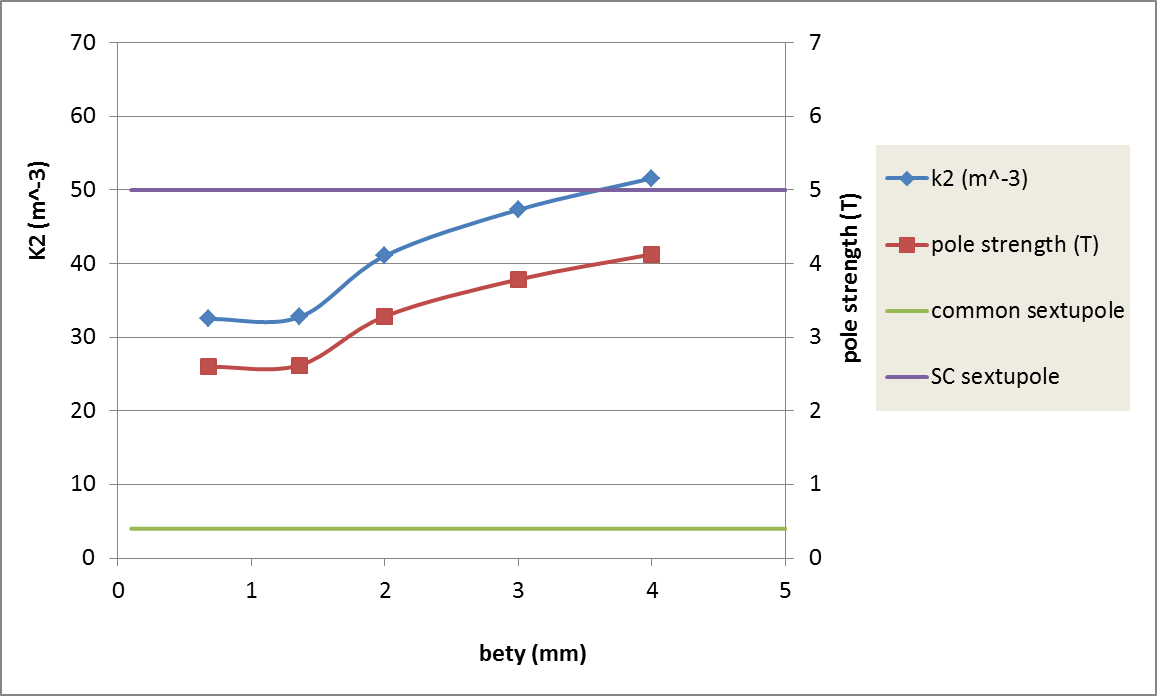 70
60
50
40
30
20
10
0
K2 (m^-3)
0 1 2 3 4 5
bety (mm)
7
6
5
4
3
2
1
0
pole strength (T)
k2 (m^-3)
pole strength (T)
common sextupole
SC sextupole